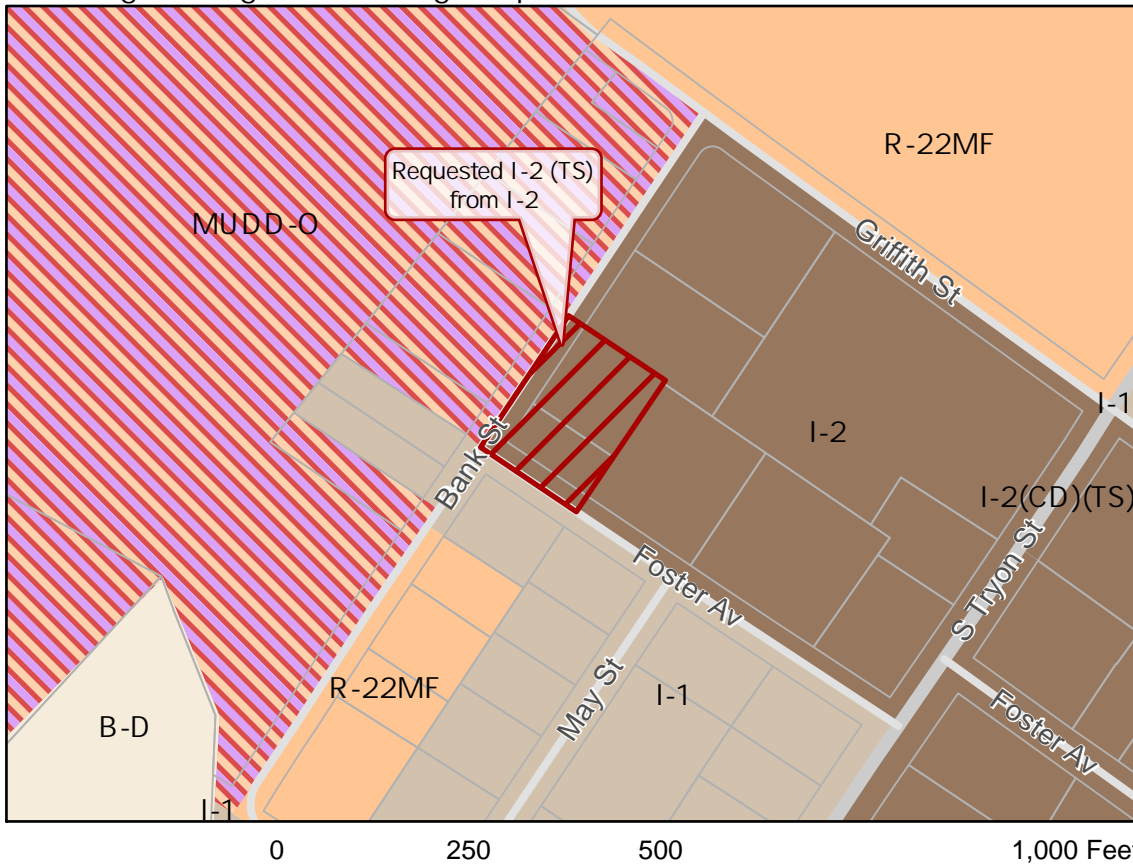 R-22MF
Requested I-2 (TS)
from I-2
MUDD-O
Griffith St
I-1
I-2
Bank St
I-2(CD)(TS)
S Tryon St
Foster Av
R-22MF
May St
I-1
Foster Av
B-D
I-1
0 250 500 1,000 Feet